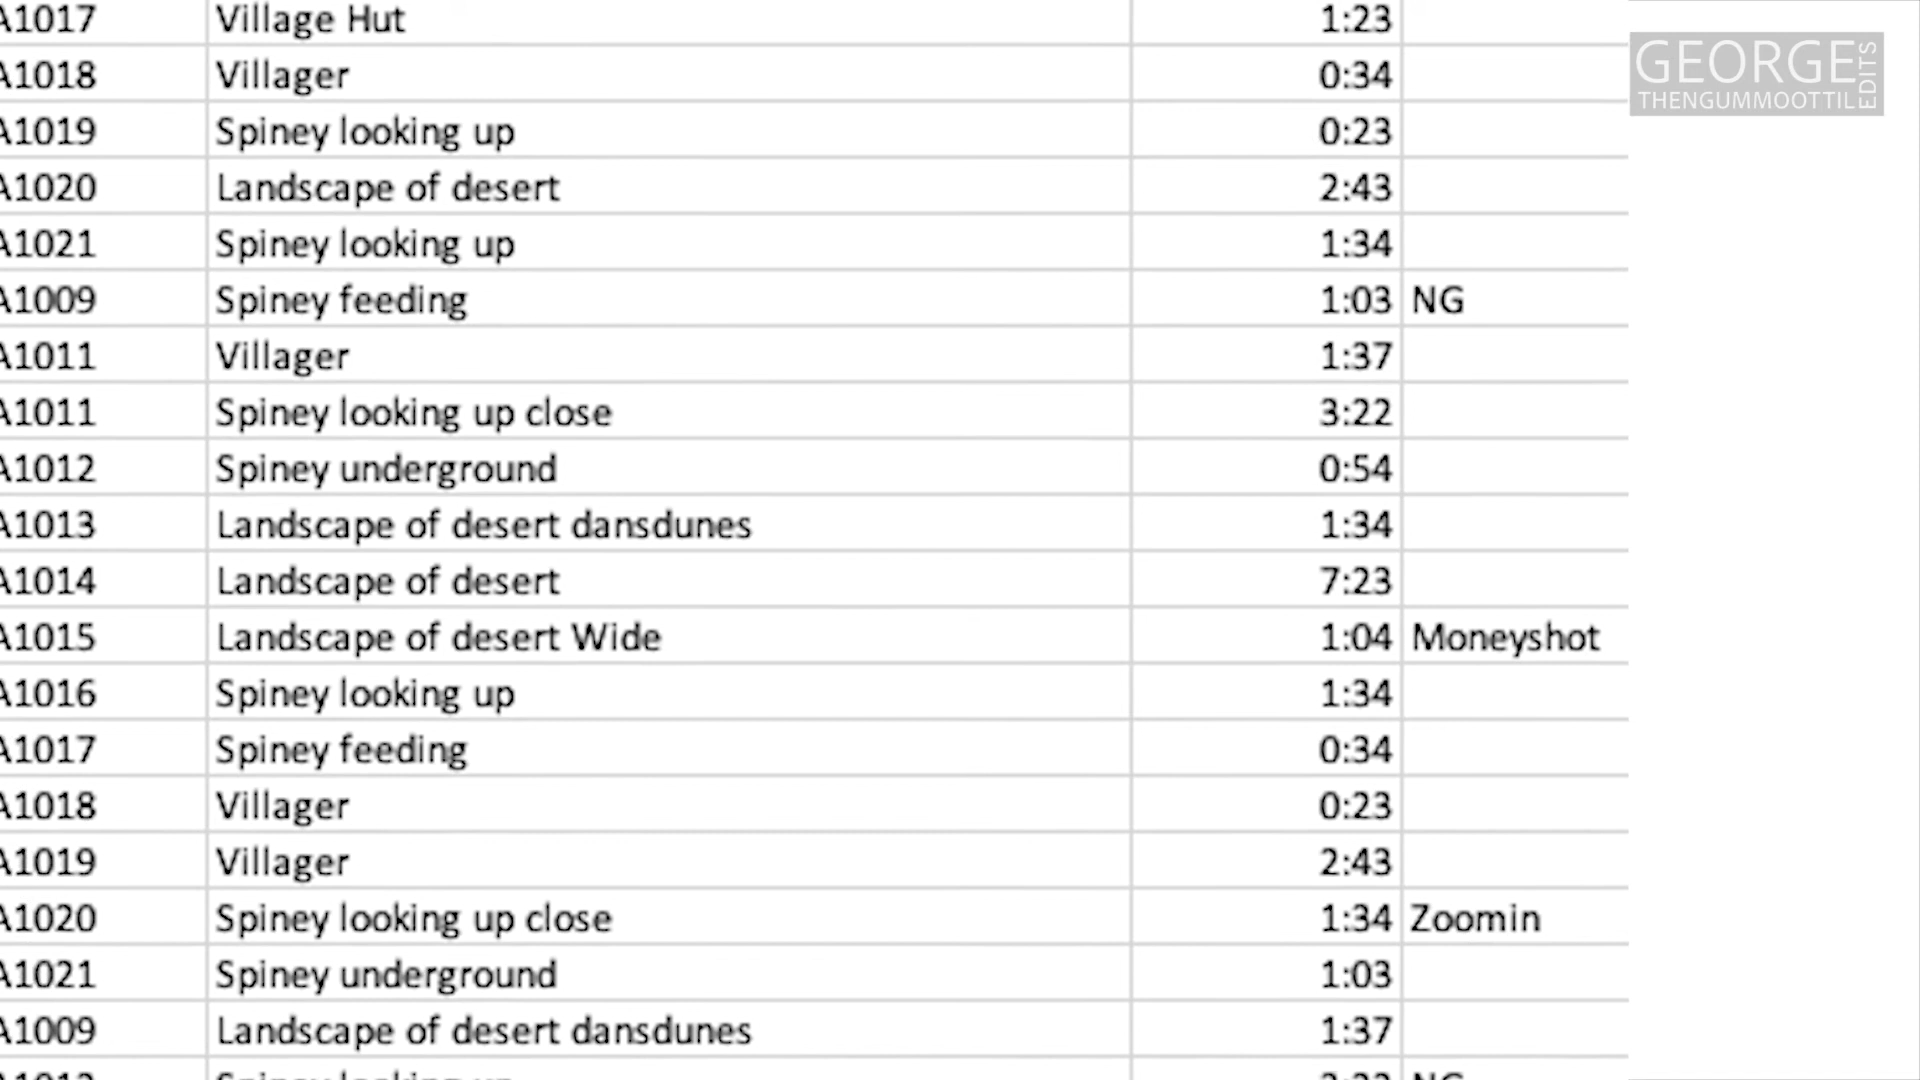 A1017 Village Hut 1:23
A1018 Villager 0:34
A1019 Spiney looking up 0:23
A1020 Landscape of desert 2:43
A1021 Spiney looking up 1:34
A1009 Spiney feeding 1:03 NG
A1011 Villager 1:37
A1011 Spiney looking up close 3:22
A1012 Spiney underground 0:54
A1013 Landscape of desert dansdunes 1:34
A1014 Landscape of desert 7:23
A1015 Landscape of desert Wide 1:04 Moneyshot
A1016 Spiney looking up 1:34
A1017 Spiney feeding 0:34
A1018 Villager 0:23
A1019 Villager 2:43
A1020 Spiney looking up close 1:34 Zoomin
A1021 Spiney underground 1:03
A1009 Landscape of desert dansdunes 1:37
GEORGE
THENGUMMOOTTIL
EDITS